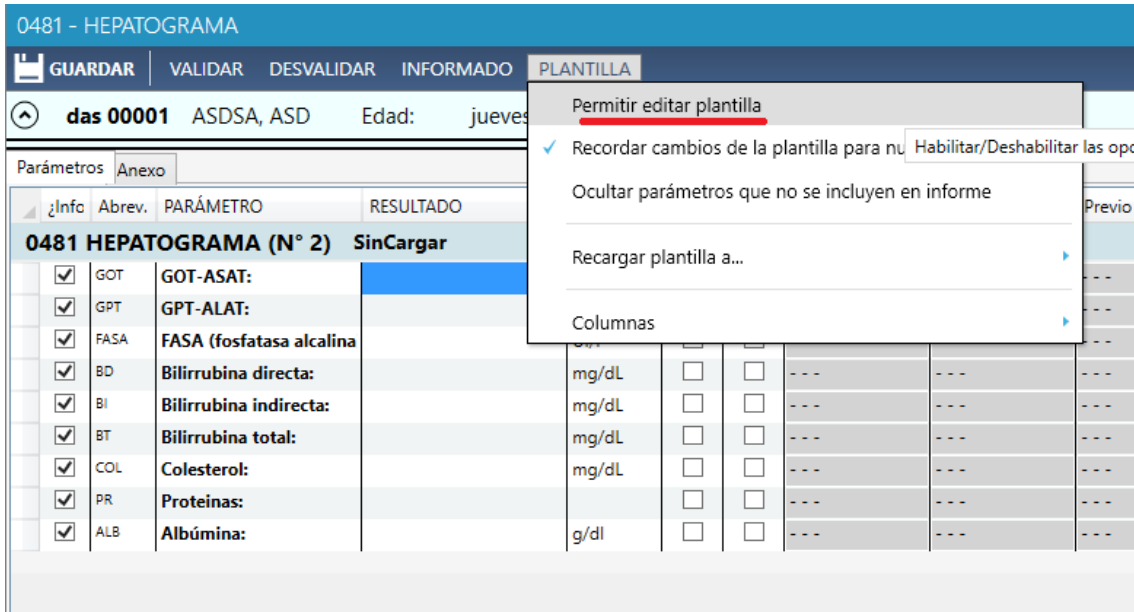 0481 - HEPATOGRAMA
GUARDAR VALIDAR DESVALIDAR INFORMADO PLANTILLA
das 00001 ASDSA, ASD Edad: jueves
Permitir editar plantilla
Recordar cambios de la plantilla para nu
Habilitar/Deshabilitar las opc
Ocultar parámetros que no se incluyen en informe
Recargar plantilla a...
Columnas
Parámetros Anexo
¿Info Abrev. PARÁMETRO RESULTADO Previo
0481 HEPATOGRAMA (N° 2) SinCargar
GOT GOT-ASAT: - - -
GPT GPT-ALAT: - - -
FASA FASA (fosfatasa alcalina - - - - - - - - -
BD Bilirrubina directa: mg/dL - - - - - - - - -
BI Bilirrubina indirecta: mg/dL - - - - - - - - -
BT Bilirrubina total: mg/dL - - - - - - - - -
COL Colesterol: mg/dL - - - - - - - - -
PR Proteinas: - - - - - - - - -
ALB Albúmina: g/dl - - - - - - - - -